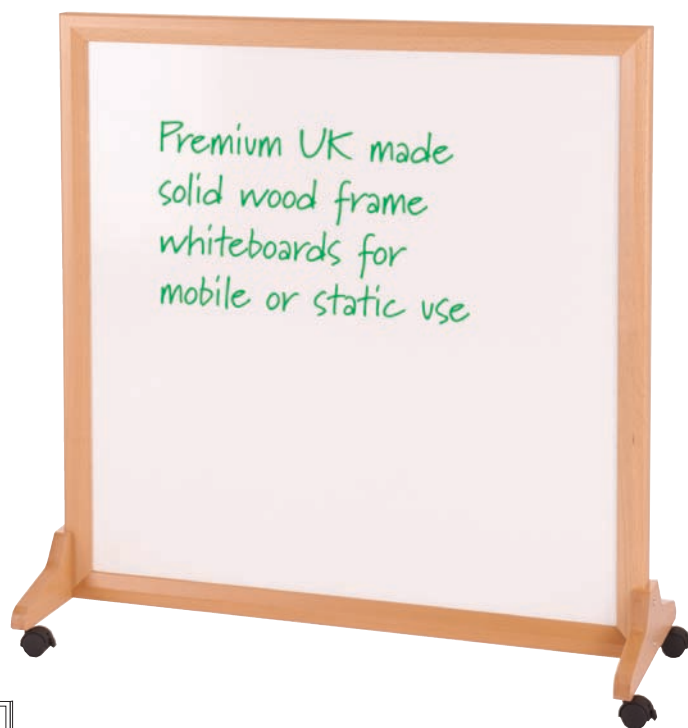 Premium UK made
solid wood frame
whiteboards for
mobile or static use